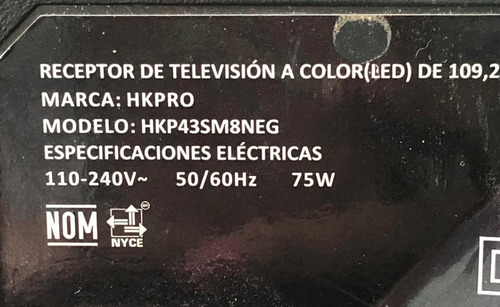 RECEPTOR DE TELEVISIÓN A COLOR(LED) DE 109,2
MARCA: HKPRO
MODELO: HKP43SM8NEG
ESPECIFICACIONES ELÉCTRICAS
110-240V~ 50/60Hz 75W
NOM NYCE